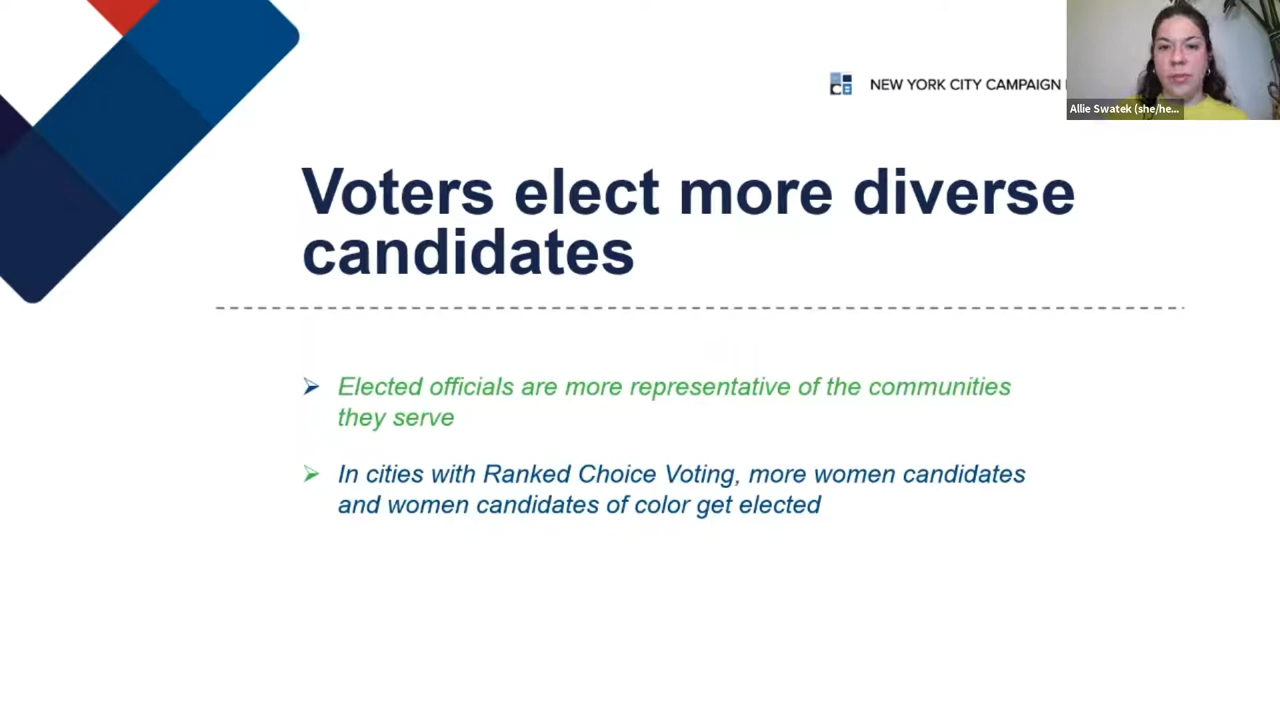 NEW YORK CITY CAMPAIGN
Allie Swatek (she/he...
Voters elect more diverse
candidates
Elected officials are more representative of the communities
they serve
In cities with Ranked Choice Voting, more women candidates
and women candidates of color get elected